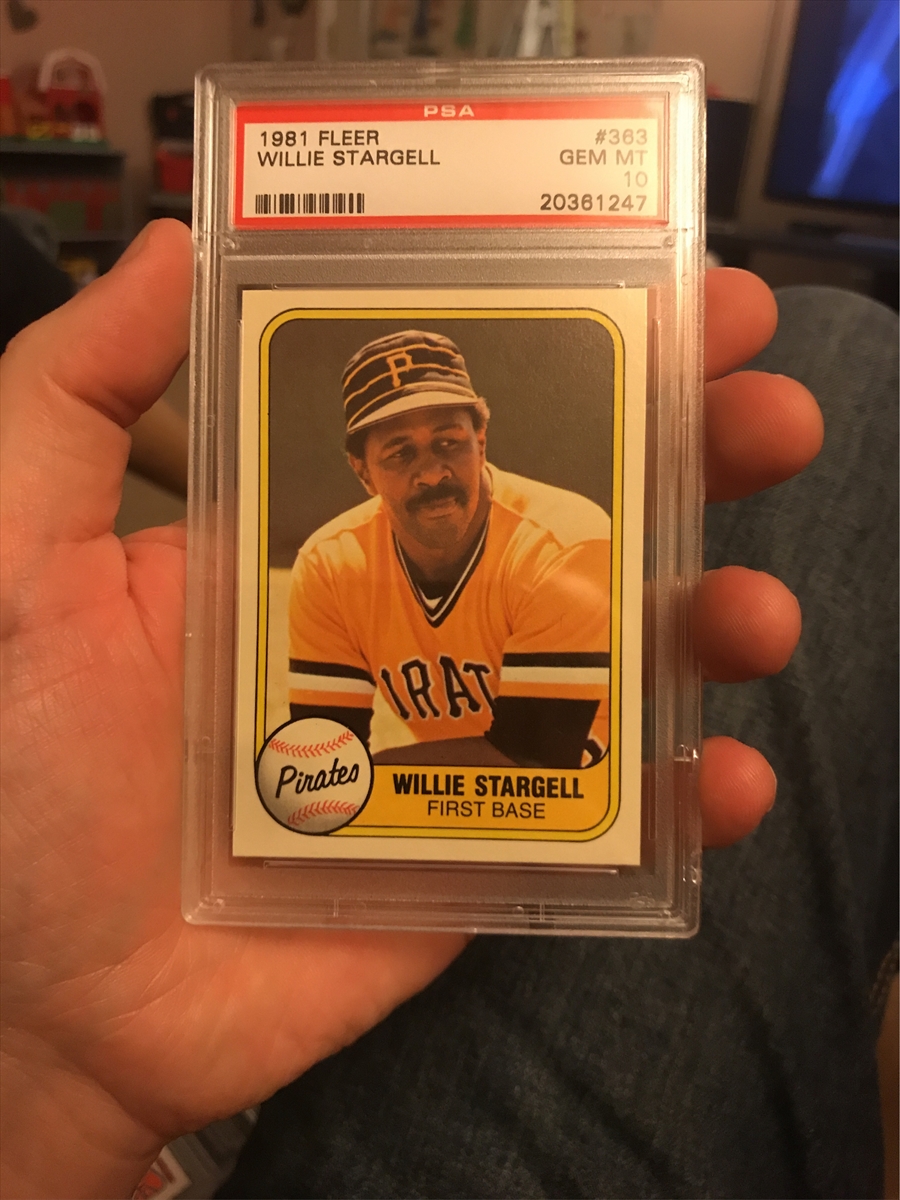 PSA
1981 FLEER #363
WILLIE STARGELL GEM MT
10
20361247
P
IRAT
Pirates
WILLIE STARGELL
FIRST BASE